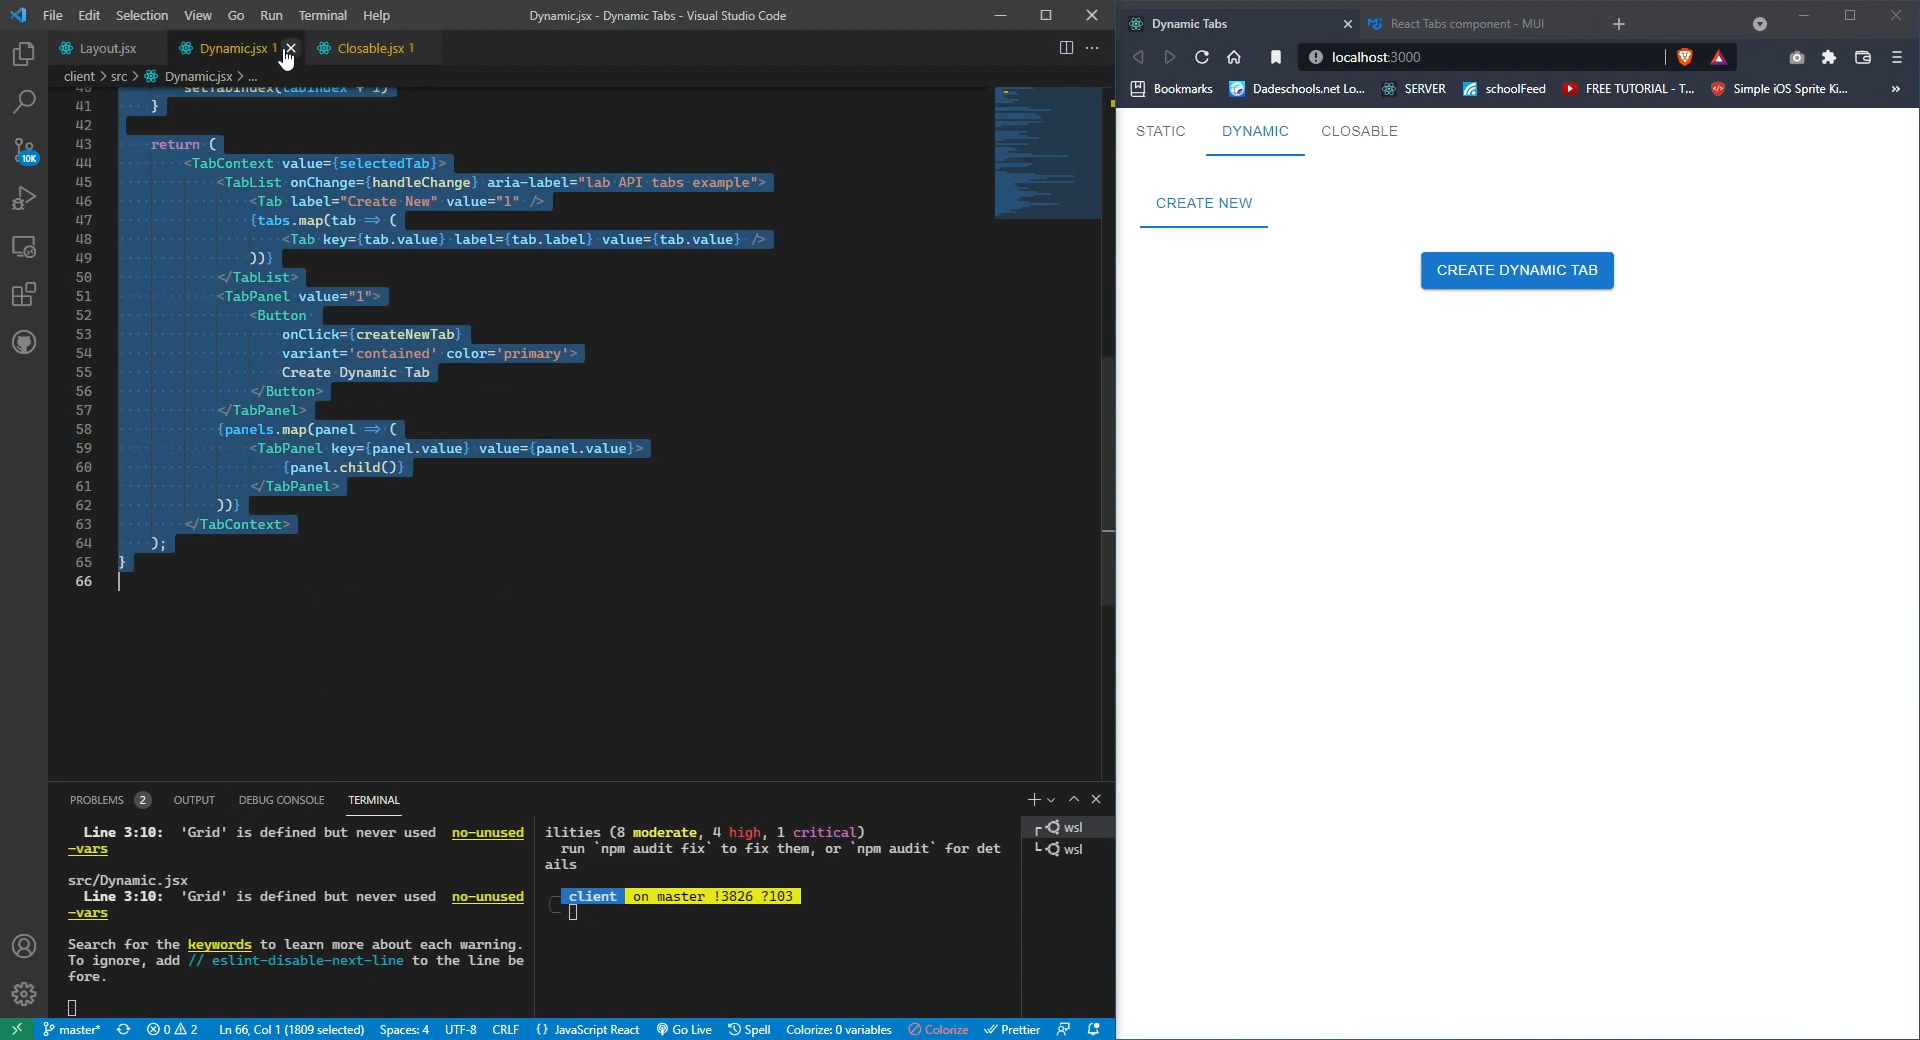 File Edit Selection View Go Run Terminal Help
Dynamic.jsx - Dynamic Tabs - Visual Studio Code
Layout.jsx
Dynamic.jsx 1
Closable.jsx 1
client > src > Dynamic.jsx > ...
40 setTabIndex(tabIndex + 1)
41 }
42
43 return (
44 <TabContext value={selectedTab}>
45 <TabList onChange={handleChange} aria-label="lab API tabs example">
46 <Tab label="Create New" value="1" />
47 {tabs.map(tab => (
48 <Tab key={tab.value} label={tab.label} value={tab.value} />
49 ))}
50 </TabList>
51 <TabPanel value="1">
52 <Button
53 onClick={createNewTab}
54 variant='contained' color='primary'>
55 Create Dynamic Tab
56 </Button>
57 </TabPanel>
58 {panels.map(panel => (
59 <TabPanel key={panel.value} value={panel.value}>
60 {panel.child()}
61 </TabPanel>
62 ))}
63 </TabContext>
64 );
65 }
66
10K
PROBLEMS 2 OUTPUT DEBUG CONSOLE TERMINAL
Line 3:10: 'Grid' is defined but never used no-unused
-vars
src/Dynamic.jsx
Line 3:10: 'Grid' is defined but never used no-unused
-vars
Search for the keywords to learn more about each warning.
To ignore, add // eslint-disable-next-line to the line be
fore.
ilities (8 moderate, 4 high, 1 critical)
run `npm audit fix` to fix them, or `npm audit` for det
ails
client on master !3826 ?103
wsl
wsl
master* 0 2 Ln 66, Col 1 (1809 selected) Spaces: 4 UTF-8 CRLF {} JavaScript React Go Live Spell Colorize: 0 variables Colorize Prettier
Dynamic Tabs
React Tabs component - MUI
localhost:3000
Bookmarks
Dadeschools.net Lo...
SERVER
schoolFeed
FREE TUTORIAL - T...
Simple iOS Sprite Ki...
»
STATIC DYNAMIC CLOSABLE
CREATE NEW
CREATE DYNAMIC TAB